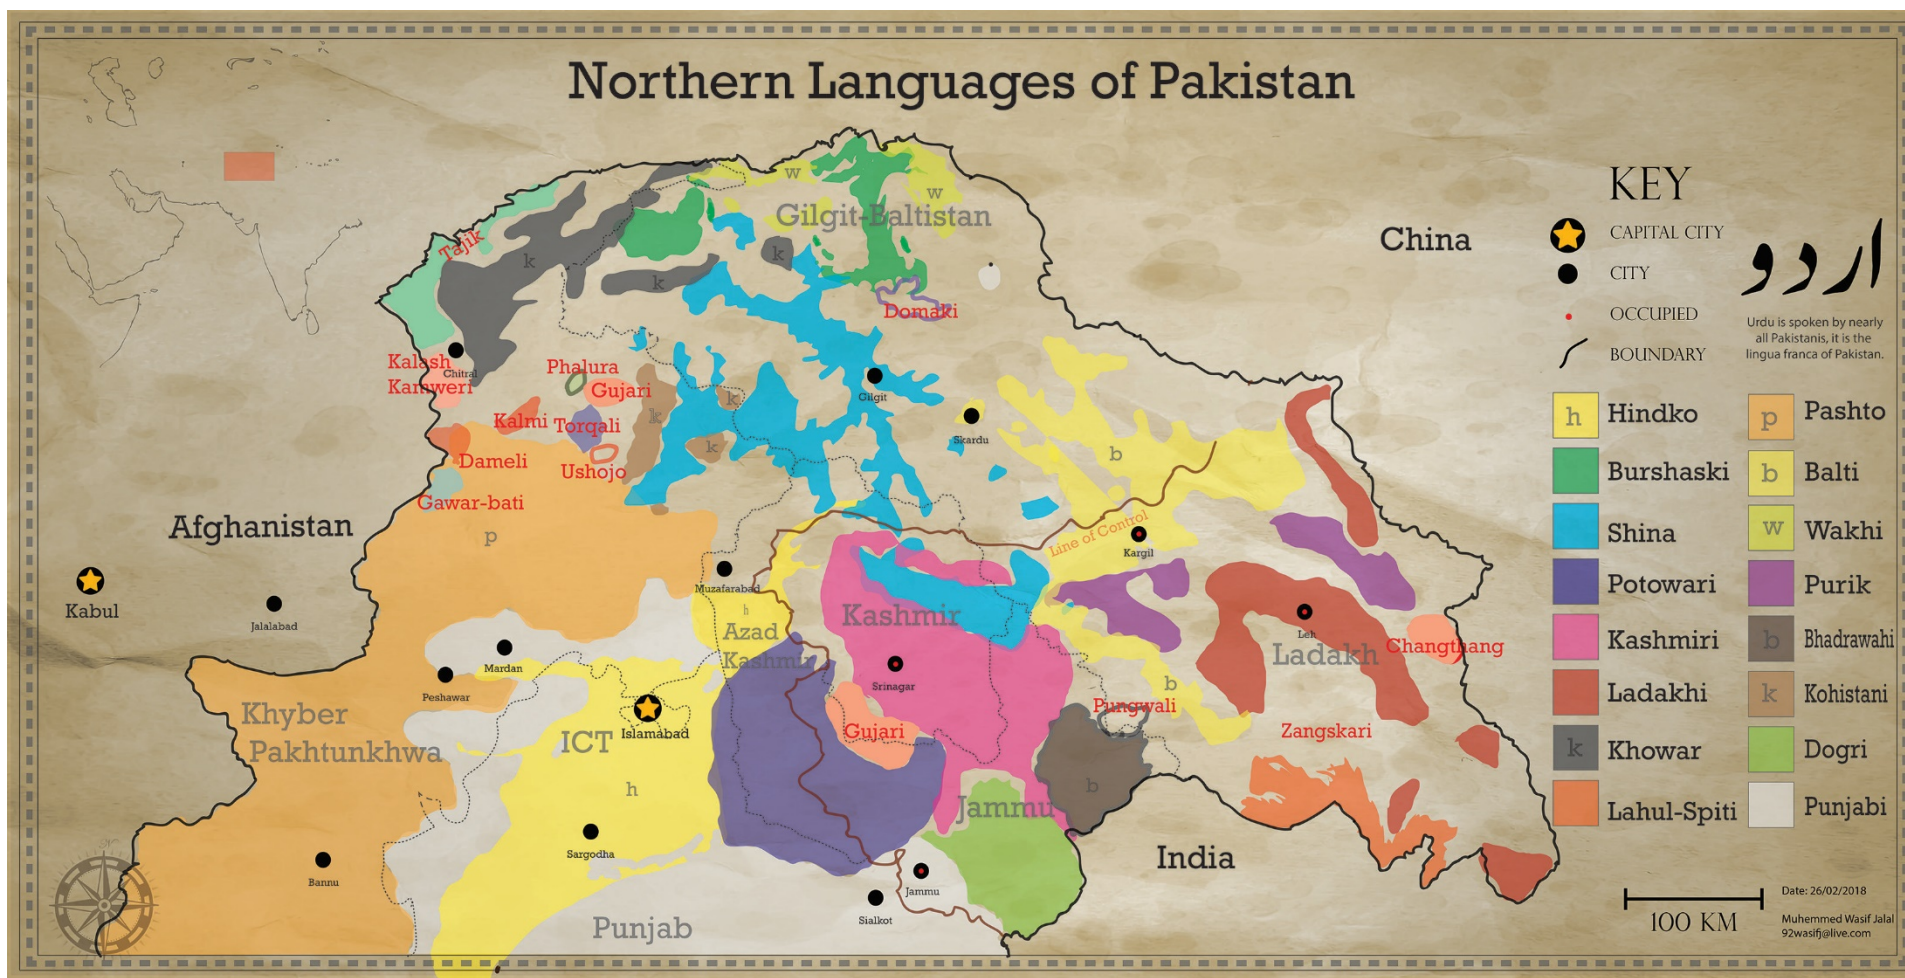 Northern Languages of Pakistan
KEY
CAPITAL CITY
CITY
OCCUPIED
BOUNDARY
اردو
Urdu is spoken by nearly
all Pakistanis, it is the
lingua franca of Pakistan.
h Hindko
p Pashto
Burshaski
b Balti
Shina
w Wakhi
Potowari
Purik
Kashmiri
b Bhadrawahi
Ladakhi
k Kohistani
k Khowar
Dogri
Lahul-Spiti
Punjabi
100 KM
Date: 26/02/2018
Muhemmed Wasif Jalal
92wasifj@live.com
China
Gilgit-Baltistan
w
w
Tajik
k
k
k
Domaki
Kalash
Chitral
Kamweri
Phalura
Gujari
Gilgit
k
k
k
Kalmi
Torqali
Skardu
Dameli
Ushojo
b
Gawar-bati
Afghanistan
p
Line of Control
Kargil
Kabul
Jalalabad
Muzafarabad
h
Azad
Kashmir
Kashmir
Srinagar
Leh
Ladakh
Changthang
Mardan
Peshawar
b
Pungwali
Khyber
Pakhtunkhwa
ICT
Islamabad
Gujari
Zangskari
h
b
Jammu
India
Sargodha
Bannu
Jammu
Sialkot
Punjab